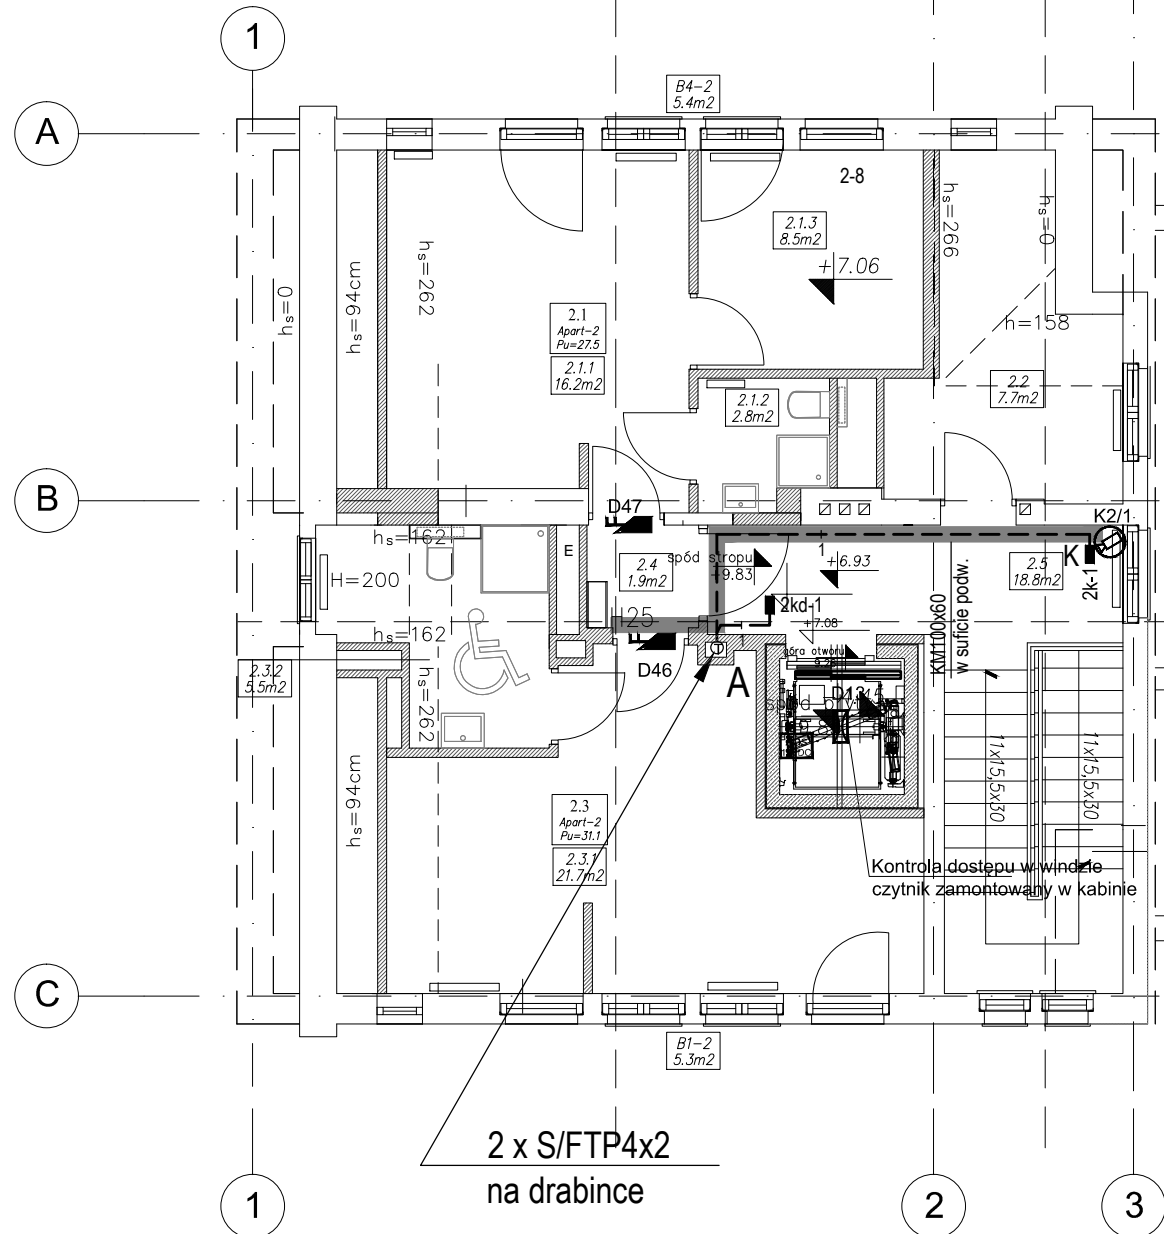 1
B4-2
5.4m2
A
2-8
hs=266
hs=0
2.1.3
8.5m2
+7.06
hs=262
hs=0
hs=94cm
2.1
Apart-2
Pu=27.5
h=158
2.1.1
16.2m2
2.2
7.7m2
2.1.2
2.8m2
B
D47
K2/1
hs=162
E
spód stropu
+9.83
1
+6.93
K
2.4
1.9m2
2.5
18.8m2
H=200
2k-1
2kd-1
KM100x60
w suficie podw.
25
+7.08
1
hs=162
góra otworu
D46
A
2.3.2
5.5m2
hs=262
D13
11x15,5x30
11x15,5x30
hs=94cm
2.3
Apart-2
Pu=31.1
2.3.1
21.7m2
Kontrola dostępu w windzie
czytnik zamontowany w kabinie
C
B1-2
5.3m2
2 x S/FTP4x2
na drabince
1
2
3